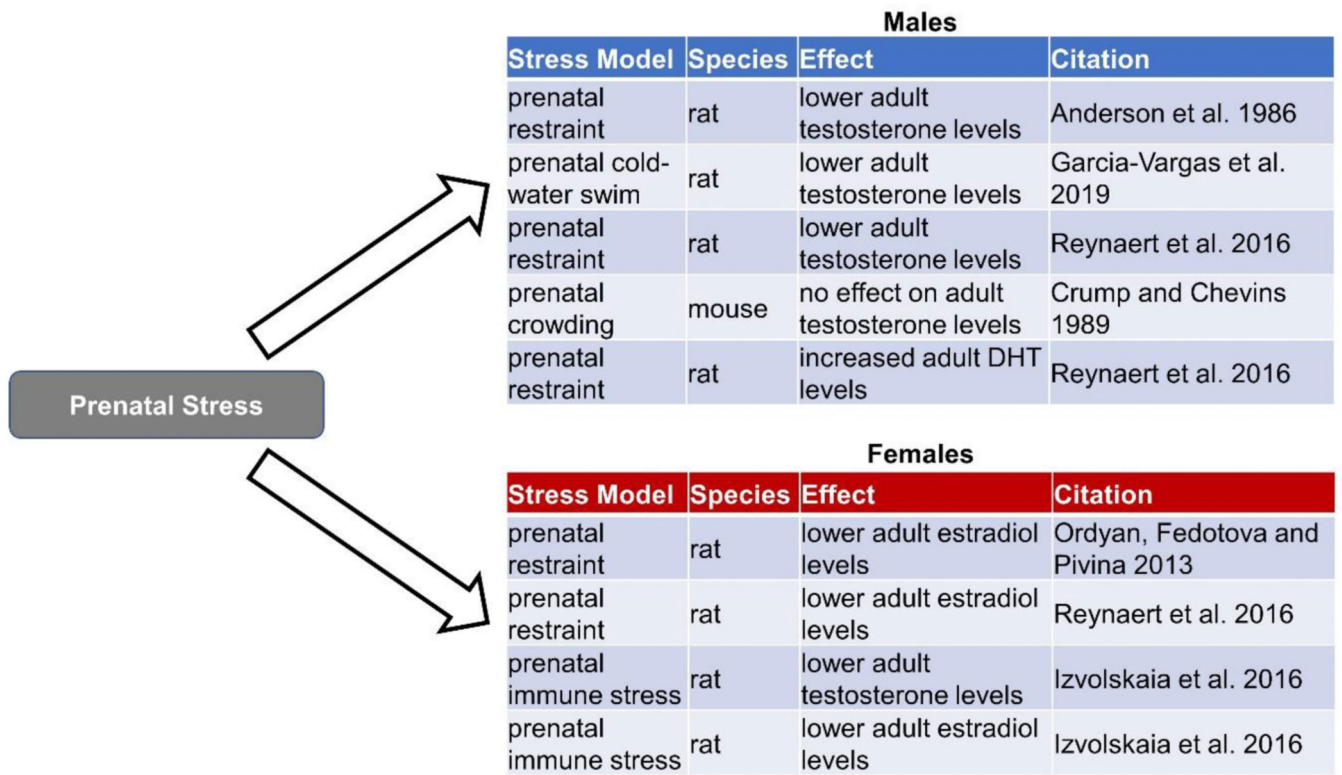 Males
Stress Model Species Effect Citation
prenatal restraint rat lower adult testosterone levels Anderson et al. 1986
prenatal cold-water swim rat lower adult testosterone levels Garcia-Vargas et al. 2019
prenatal restraint rat lower adult testosterone levels Reynaert et al. 2016
prenatal crowding mouse no effect on adult testosterone levels Crump and Chevins 1989
prenatal restraint rat increased adult DHT levels Reynaert et al. 2016
Prenatal Stress
Females
Stress Model Species Effect Citation
prenatal restraint rat lower adult estradiol levels Ordyan, Fedotova and Pivina 2013
prenatal restraint rat lower adult estradiol levels Reynaert et al. 2016
prenatal immune stress rat lower adult testosterone levels Izvolskaia et al. 2016
prenatal immune stress rat lower adult estradiol levels Izvolskaia et al. 2016